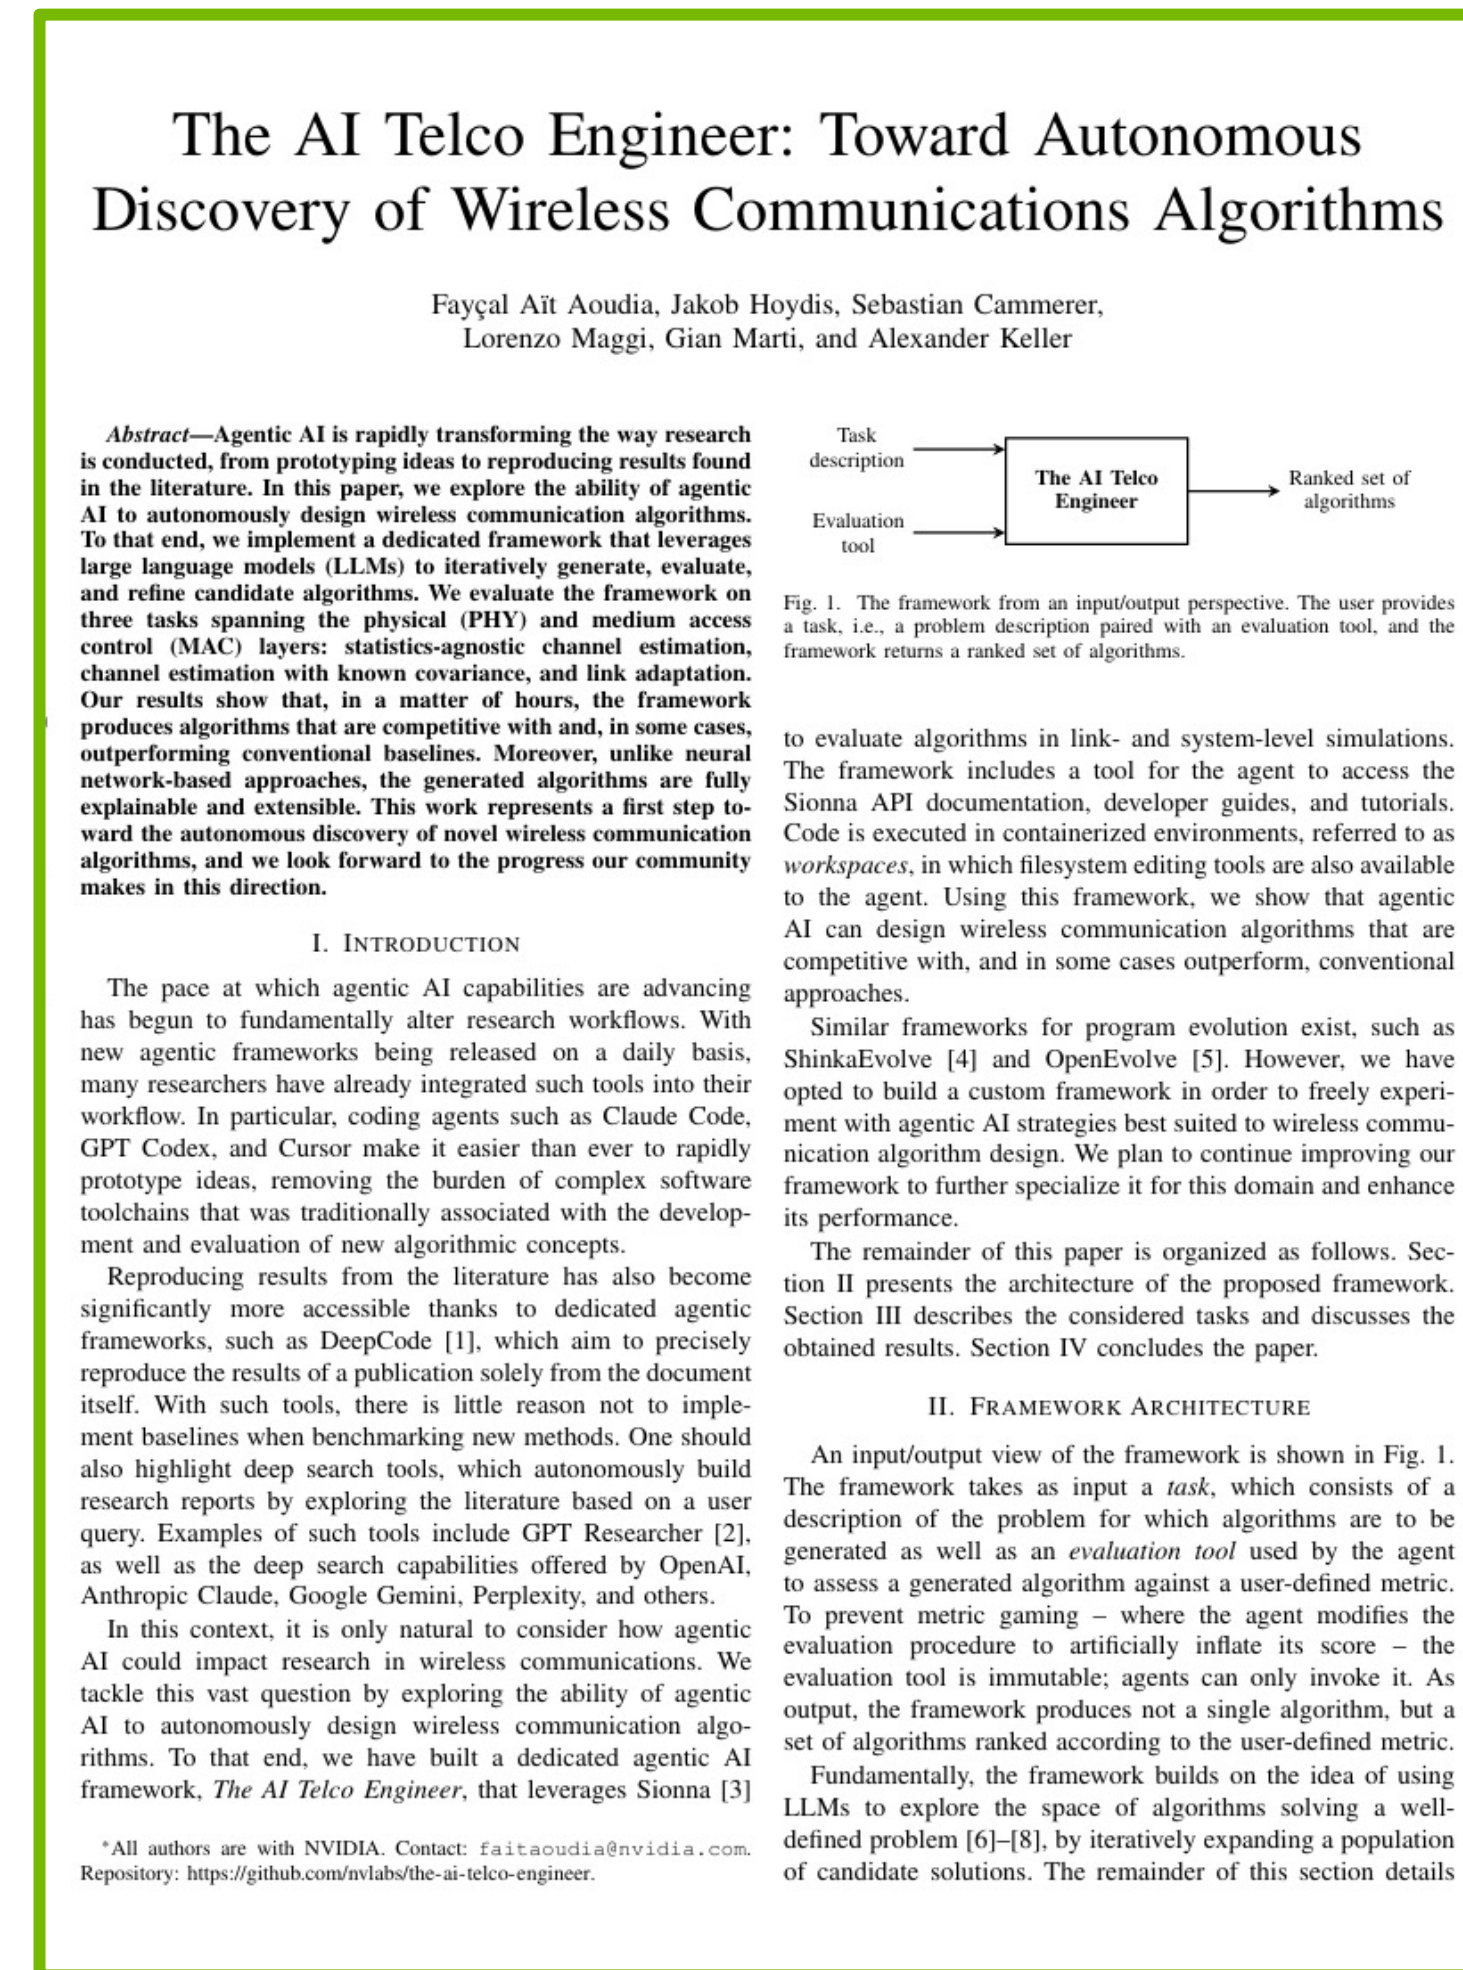 The AI Telco Engineer: Toward Autonomous
Discovery of Wireless Communications Algorithms
Fayçal Aït Aoudia, Jakob Hoydis, Sebastian Cammerer,
Lorenzo Maggi, Gian Marti, and Alexander Keller
Abstract—Agentic AI is rapidly transforming the way research
is conducted, from prototyping ideas to reproducing results found
in the literature. In this paper, we explore the ability of agentic
AI to autonomously design wireless communication algorithms.
To that end, we implement a dedicated framework that leverages
large language models (LLMs) to iteratively generate, evaluate,
and refine candidate algorithms. We evaluate the framework on
three tasks spanning the physical (PHY) and medium access
control (MAC) layers: statistics-agnostic channel estimation,
channel estimation with known covariance, and link adaptation.
Our results show that, in a matter of hours, the framework
produces algorithms that are competitive with and, in some cases,
outperforming conventional baselines. Moreover, unlike neural
network-based approaches, the generated algorithms are fully
explainable and extensible. This work represents a first step to-
ward the autonomous discovery of novel wireless communication
algorithms, and we look forward to the progress our community
makes in this direction.
I. INTRODUCTION
The pace at which agentic AI capabilities are advancing
has begun to fundamentally alter research workflows. With
new agentic frameworks being released on a daily basis,
many researchers have already integrated such tools into their
workflow. In particular, coding agents such as Claude Code,
GPT Codex, and Cursor make it easier than ever to rapidly
prototype ideas, removing the burden of complex software
toolchains that was traditionally associated with the develop-
ment and evaluation of new algorithmic concepts.
Reproducing results from the literature has also become
significantly more accessible thanks to dedicated agentic
frameworks, such as DeepCode [1], which aim to precisely
reproduce the results of a publication solely from the document
itself. With such tools, there is little reason not to imple-
ment baselines when benchmarking new methods. One should
also highlight deep search tools, which autonomously build
research reports by exploring the literature based on a user
query. Examples of such tools include GPT Researcher [2],
as well as the deep search capabilities offered by OpenAI,
Anthropic Claude, Google Gemini, Perplexity, and others.
In this context, it is only natural to consider how agentic
AI could impact research in wireless communications. We
tackle this vast question by exploring the ability of agentic
AI to autonomously design wireless communication algo-
rithms. To that end, we have built a dedicated agentic AI
framework, The AI Telco Engineer, that leverages Sionna [3]
*All authors are with NVIDIA. Contact: faitaoudia@nvidia.com.
Repository: https://github.com/nvlabs/the-ai-telco-engineer.
Task
description
Evaluation
tool
The AI Telco
Engineer
Ranked set of
algorithms
Fig. 1. The framework from an input/output perspective. The user provides
a task, i.e., a problem description paired with an evaluation tool, and the
framework returns a ranked set of algorithms.
to evaluate algorithms in link- and system-level simulations.
The framework includes a tool for the agent to access the
Sionna API documentation, developer guides, and tutorials.
Code is executed in containerized environments, referred to as
workspaces, in which filesystem editing tools are also available
to the agent. Using this framework, we show that agentic
AI can design wireless communication algorithms that are
competitive with, and in some cases outperform, conventional
approaches.
Similar frameworks for program evolution exist, such as
ShinkaEvolve [4] and OpenEvolve [5]. However, we have
opted to build a custom framework in order to freely experi-
ment with agentic AI strategies best suited to wireless commu-
nication algorithm design. We plan to continue improving our
framework to further specialize it for this domain and enhance
its performance.
The remainder of this paper is organized as follows. Sec-
tion II presents the architecture of the proposed framework.
Section III describes the considered tasks and discusses the
obtained results. Section IV concludes the paper.
II. FRAMEWORK ARCHITECTURE
An input/output view of the framework is shown in Fig. 1.
The framework takes as input a task, which consists of a
description of the problem for which algorithms are to be
generated as well as an evaluation tool used by the agent
to assess a generated algorithm against a user-defined metric.
To prevent metric gaming – where the agent modifies the
evaluation procedure to artificially inflate its score – the
evaluation tool is immutable; agents can only invoke it. As
output, the framework produces not a single algorithm, but a
set of algorithms ranked according to the user-defined metric.
Fundamentally, the framework builds on the idea of using
LLMs to explore the space of algorithms solving a well-
defined problem [6]–[8], by iteratively expanding a population
of candidate solutions. The remainder of this section details